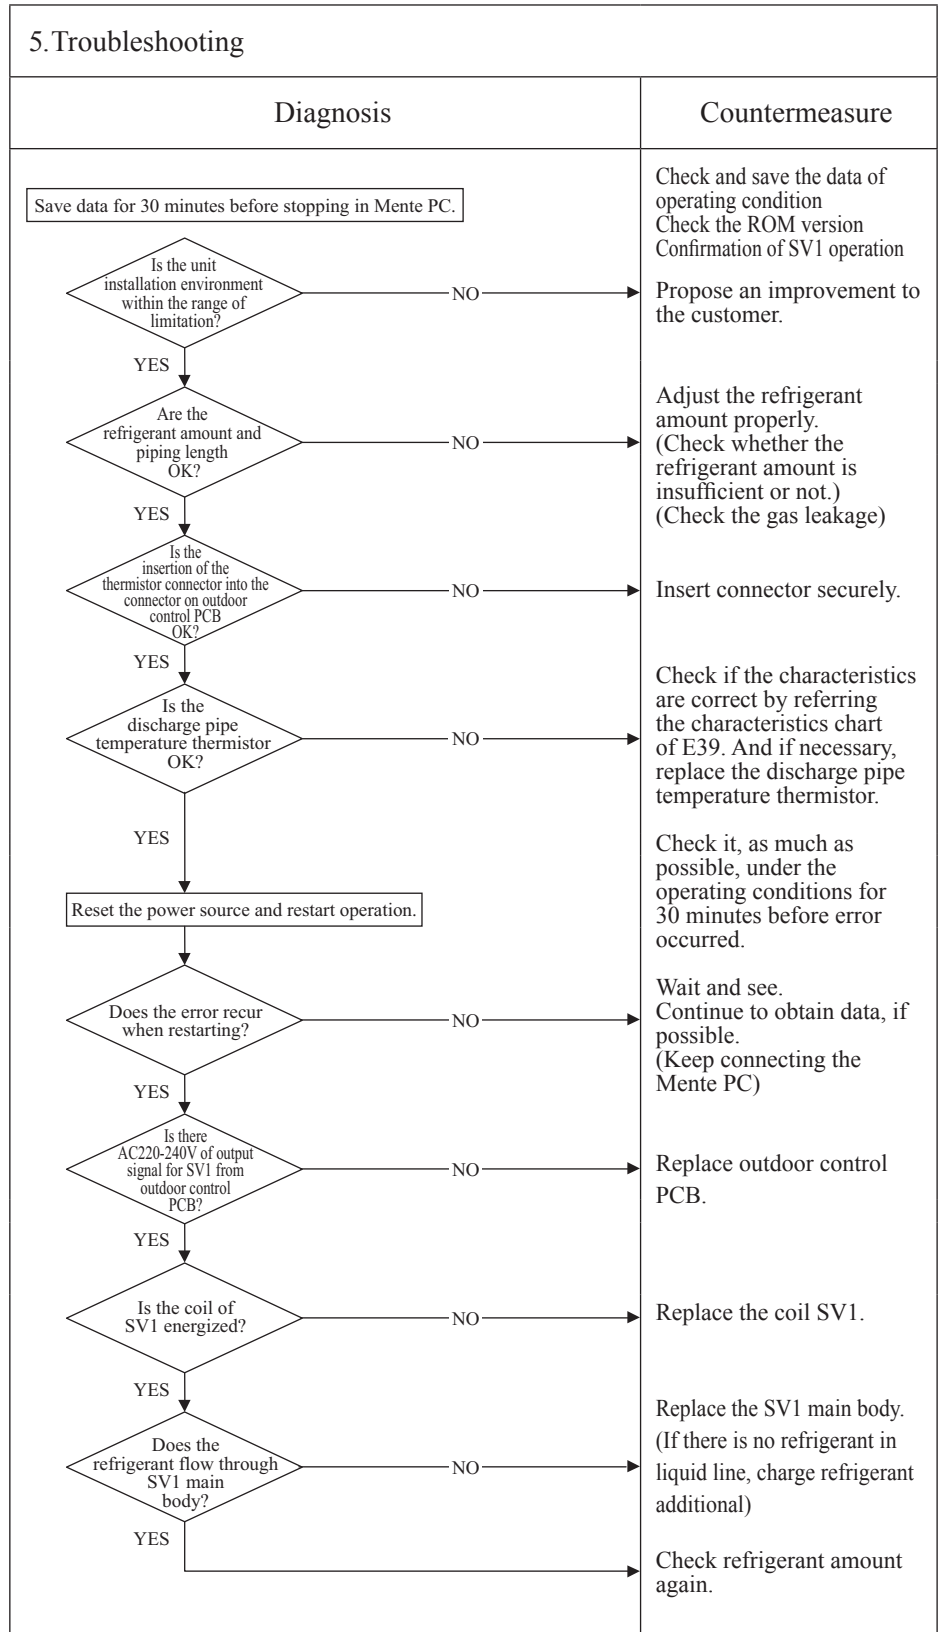 5.Troubleshooting
Diagnosis
Countermeasure
Save data for 30 minutes before stopping in Mente PC.
Check and save the data of
operating condition
Check the ROM version
Confirmation of SV1 operation
Is the unit
installation environment
within the range of
limitation?
NO
Propose an improvement to
the customer.
YES
Are the
refrigerant amount and
piping length
OK?
NO
Adjust the refrigerant
amount properly.
(Check whether the
refrigerant amount is
insufficient or not.)
(Check the gas leakage)
YES
Is the
insertion of the
thermistor connector into the
connector on outdoor
control PCB
OK?
NO
Insert connector securely.
YES
Is the
discharge pipe
temperature thermistor
OK?
NO
Check if the characteristics
are correct by referring
the characteristics chart
of E39. And if necessary,
replace the discharge pipe
temperature thermistor.
YES
Reset the power source and restart operation.
Check it, as much as
possible, under the
operating conditions for
30 minutes before error
occurred.
Does the error recur
when restarting?
NO
Wait and see.
Continue to obtain data, if
possible.
(Keep connecting the
Mente PC)
YES
Is there
AC220-240V of output
signal for SV1 from
outdoor control
PCB?
NO
Replace outdoor control
PCB.
YES
Is the coil of
SV1 energized?
NO
Replace the coil SV1.
YES
Does the
refrigerant flow through
SV1 main
body?
NO
Replace the SV1 main body.
(If there is no refrigerant in
liquid line, charge refrigerant
additional)
YES
Check refrigerant amount
again.